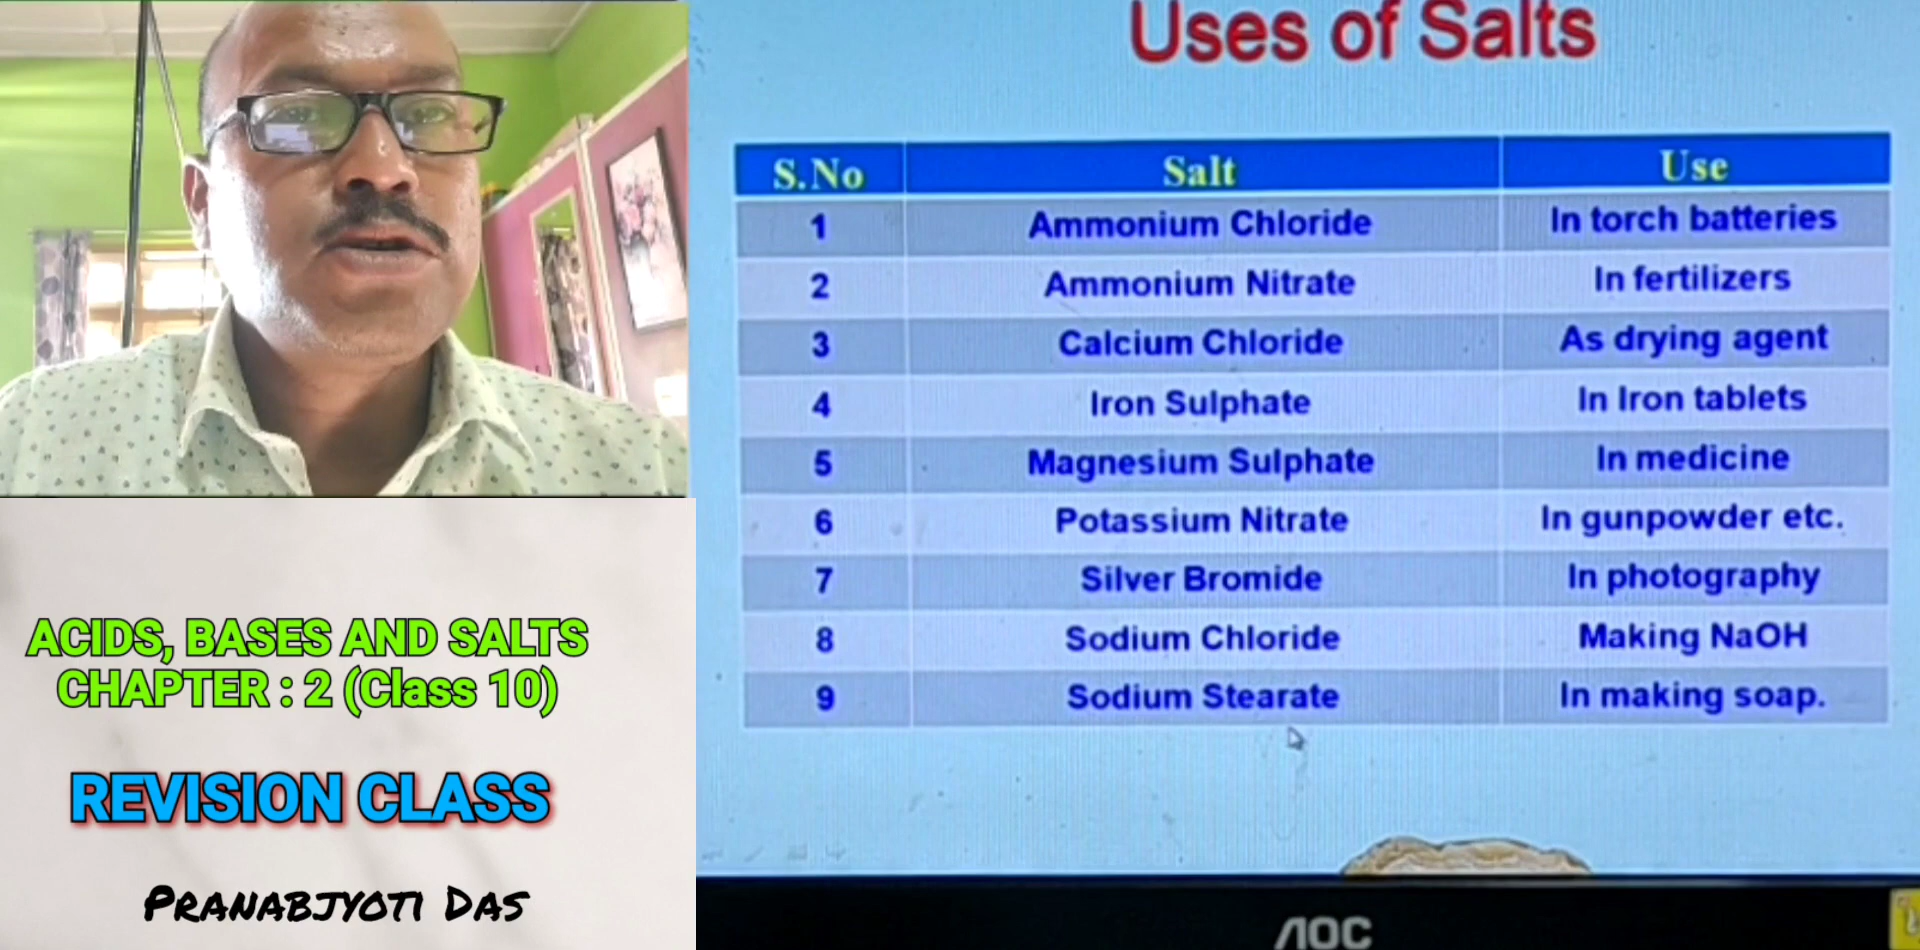 Uses of Salts
S.No Salt Use
1 Ammonium Chloride In torch batteries
2 Ammonium Nitrate In fertilizers
3 Calcium Chloride As drying agent
4 Iron Sulphate In Iron tablets
5 Magnesium Sulphate In medicine
6 Potassium Nitrate In gunpowder etc.
7 Silver Bromide In photography
8 Sodium Chloride Making NaOH
9 Sodium Stearate In making soap.
AOC
ACIDS, BASES AND SALTS
CHAPTER : 2 (Class 10)
REVISION CLASS
PRANABJYOTI DAS